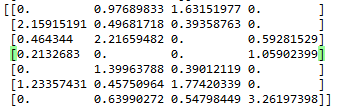 [[0. 0.97689833 1.63151977 0. ]
[2.15915191 0.49681718 0.39358763 0. ]
[0.464344 2.21659482 0. 0.59281529]
[0.2132683 0. 0. 1.05902399]
[0. 1.39963788 0.39012119 0. ]
[1.23357431 0.45750964 1.77420339 0. ]
[0. 0.63990272 0.54798449 3.26197398]]